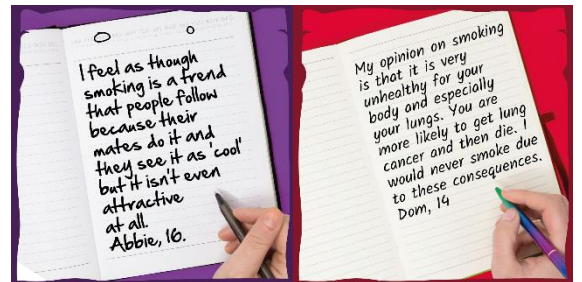 I feel as though
smoking is a trend
that people follow
because their
mates do it and
they see it as 'cool'
but it isn't even
attractive
at all.
Abbie, 16.
My opinion on smoking
is that it is very
unhealthy for your
body and especially
your lungs. You are
more likely to get lung
cancer and then die. I
would never smoke due
to these consequences.
Dom, 14